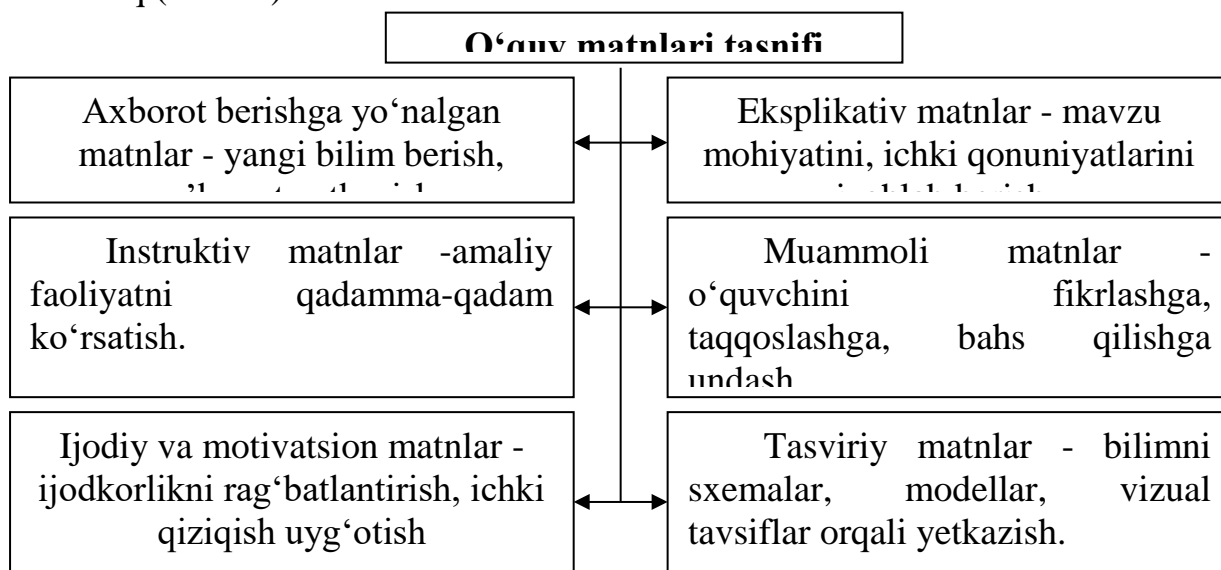 O‘quv matnlari tasnifi
Axborot berishga yo‘nalgan
matnlar - yangi bilim berish,
Eksplikativ matnlar - mavzu
mohiyatini, ichki qonuniyatlarini
izohlab berish
Instruktiv matnlar -amaliy
faoliyatni qadamma-qadam
ko‘rsatish.
Muammoli matnlar -
o‘quvchini fikrlashga,
taqqoslashga, bahs qilishga
undash
Ijodiy va motivatsion matnlar -
ijodkorlikni rag‘batlantirish, ichki
qiziqish uyg‘otish
Tasviriy matnlar - bilimni
sxemalar, modellar, vizual
tavsiflar orqali yetkazish.